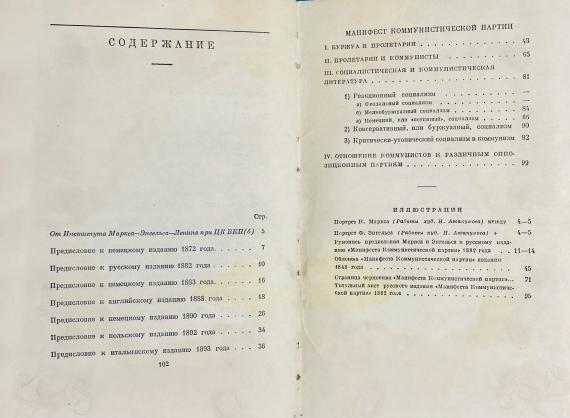 СОДЕРЖАНИЕ
Стр.
От Института Маркса—Энгельса—Ленина при ЦК ВКП(б) 5
Предисловие к немецкому изданию 1872 года . . . . 7
Предисловие к русскому изданию 1882 года . . . . 10
Предисловие к немецкому изданию 1883 года . . . . 16
Предисловие к английскому изданию 1888 года . . . 18
Предисловие к немецкому изданию 1890 года . . . . 26
Предисловие к польскому изданию 1892 года . . . . 34
Предисловие к итальянскому изданию 1893 года . . . 36
102
МАНИФЕСТ КОММУНИСТИЧЕСКОЙ ПАРТИИ
I. БУРЖУА И ПРОЛЕТАРИИ . . . . . . . . . . . 43
II. ПРОЛЕТАРИИ И КОММУНИСТЫ . . . . . . . . 65
III. СОЦИАЛИСТИЧЕСКАЯ И КОММУНИСТИЧЕСКАЯ
ЛИТЕРАТУРА . . . . . . . . . . . . . . . . 81
1) Реакционный социализм . . . . . . . . . —
а) Феодальный социализм . . . . . . . . . —
б) Мелкобуржуазный социализм . . . . . . . 84
в) Немецкий, или «истинный», социализм . . . 86
2) Консервативный, или буржуазный, социализм 90
3) Критически-утопический социализм и коммунизм 92
IV. ОТНОШЕНИЕ КОММУНИСТОВ К РАЗЛИЧНЫМ ОППО-
ЗИЦИОННЫМ ПАРТИЯМ . . . . . . . . . . . . 99
ИЛЛЮСТРАЦИИ
Портрет К. Маркса (Работы худ. Н. Аввакумова) между 4—5
Портрет Ф. Энгельса (Работы худ. Н. Аввакумова) » 4—5
Рукопись предисловия Маркса и Энгельса к русскому изда-
нию «Манифеста Коммунистической партии» 1882 года . . 11—14
Обложка «Манифеста Коммунистической партии» издания
1848 года . . . . . . . . . . . . . . . . 45
Страница черновика «Манифеста Коммунистической партии» . . 71
Титульный лист русского издания «Манифеста Коммунистиче-
ской партии» 1882 года . . . . . . . . . . . 95